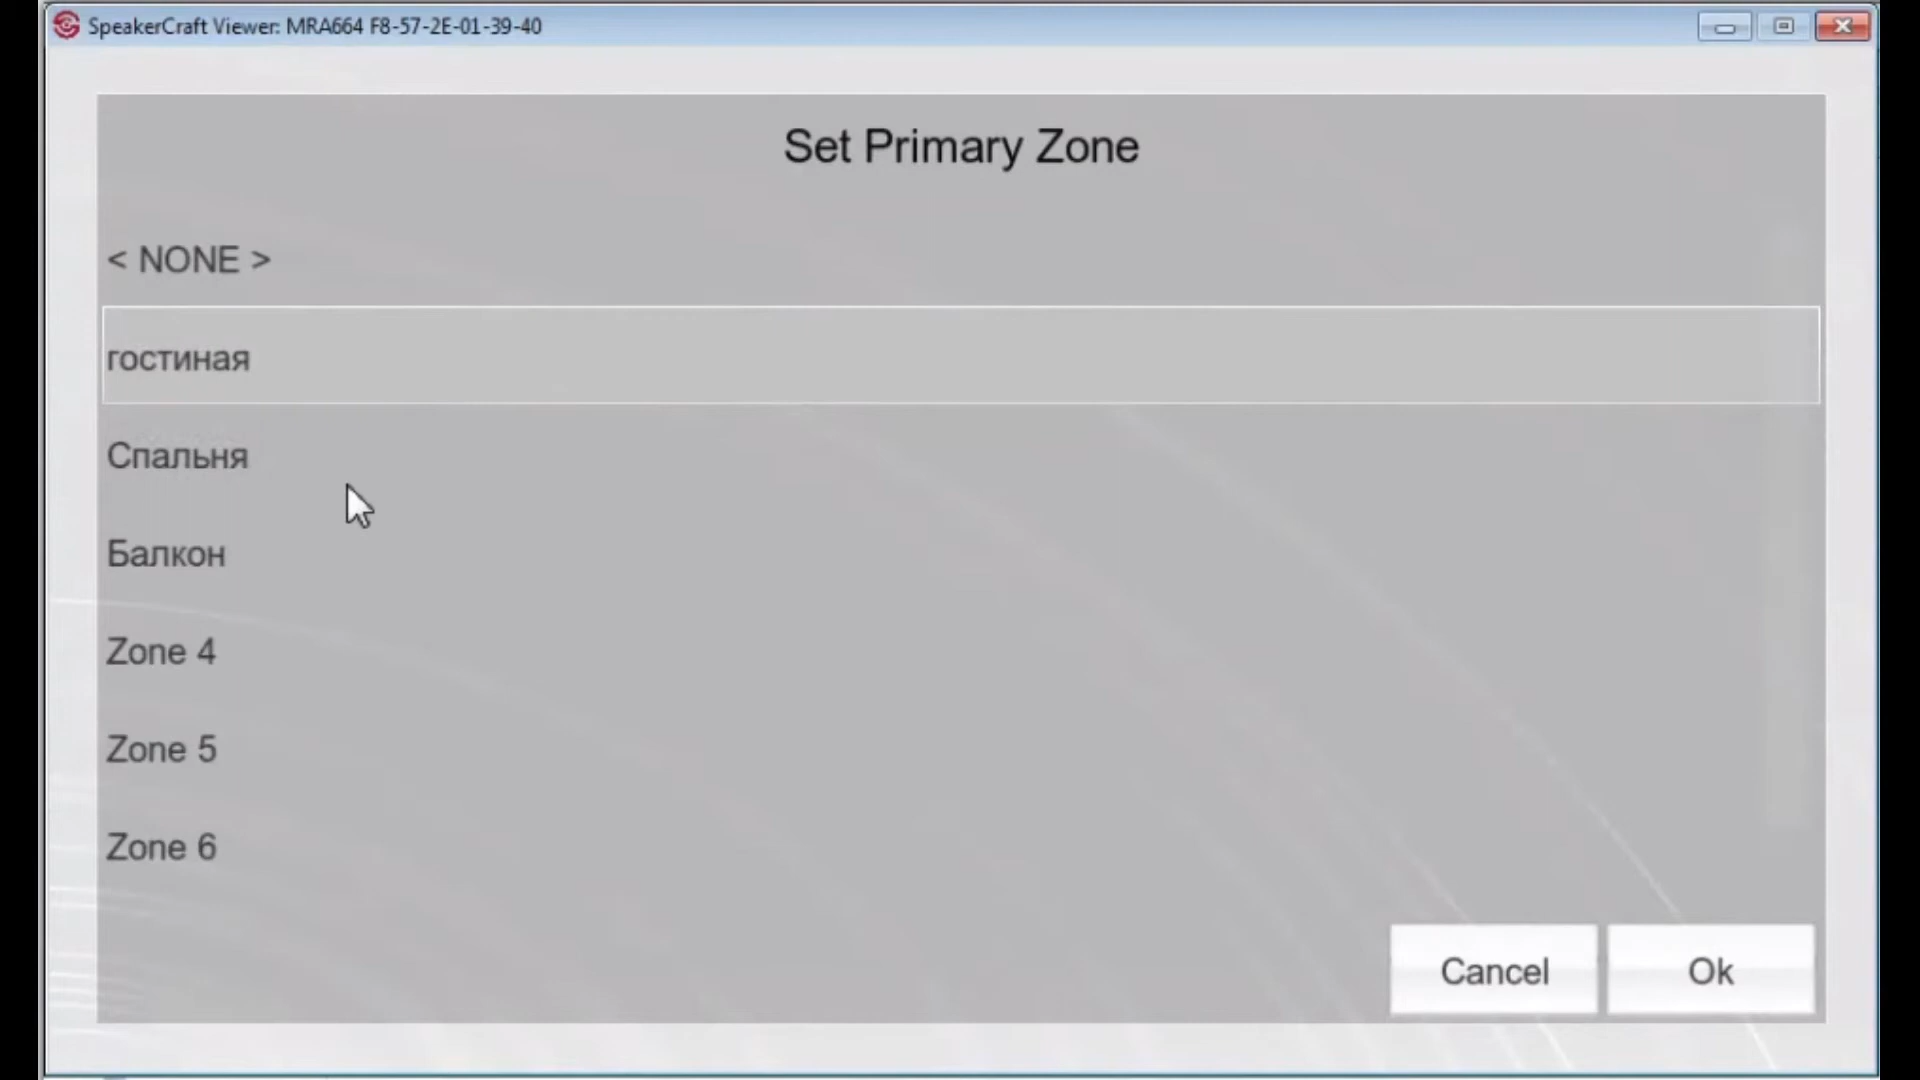 SpeakerCraft Viewer: MRA664 F8-57-2E-01-39-40
Set Primary Zone
< NONE >
гостиная
Спальня
Балкон
Zone 4
Zone 5
Zone 6
Cancel
Ok